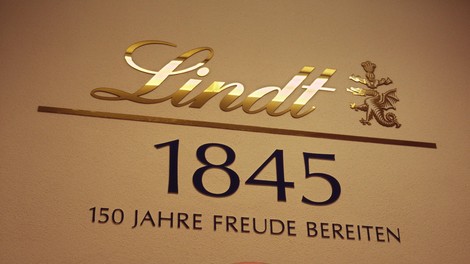 Lindt
1845
150 JAHRE FREUDE BEREITEN